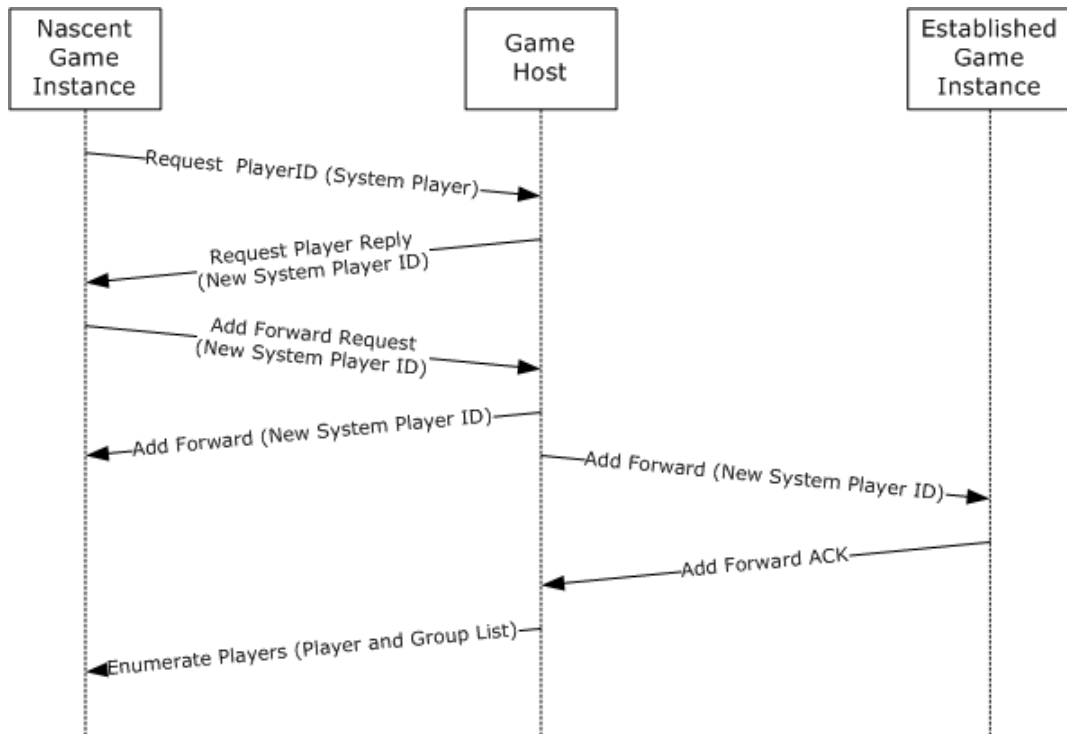 Nascent
Game
Instance
Game
Host
Established
Game
Instance
Request PlayerID (System Player)
Request Player Reply
(New System Player ID)
Add Forward Request
(New System Player ID)
Add Forward (New System Player ID)
Add Forward (New System Player ID)
Add Forward ACK
Enumerate Players (Player and Group List)